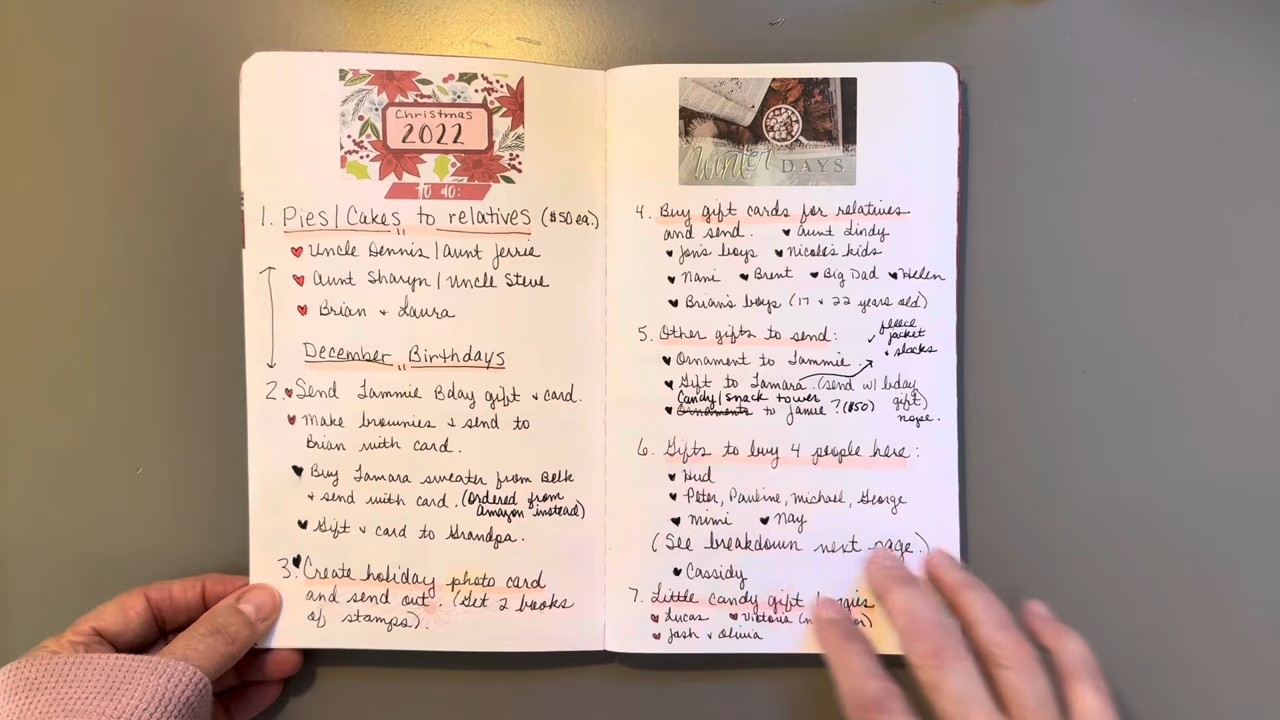 Christmas
2022
TO DO:
1. Pies/Cakes to relatives ($50 ea.)
Uncle Dennis/Aunt Jerrie
Aunt Sharyn/Uncle Steve
Brian + Laura
December Birthdays
2. Send Tammie Bday gift + card.
Make brownies + send to
Brian with card.
Buy Tamara sweater from Belk
+ send with card. (Ordered from
amazon instead)
Gift + card to Grandpa.
3. Create holiday photo card
and send out. (Get 2 books
of stamps).
Winter DAYS
4. Buy gift cards for relatives
and send. Aunt Lindy
Jon's boys Nicole's kids
Nani Brent Big Dad Helen
Brian's boys (17 + 22 years old)
5. Other gifts to send:
fleece
jacket
+ slacks
Ornament to Tammie.
Gift to Tamara. (send w/ bday
gift)
Candy/snack tower
Ornaments to Jamie? ($50) nope.
6. Gifts to buy 4 people here:
Hud
Peter, Pauline, Michael, George
Mimi Nay
(See breakdown next page.)
Cassidy
7. Little candy gift
Lucas Victoria
Josh + Olivia